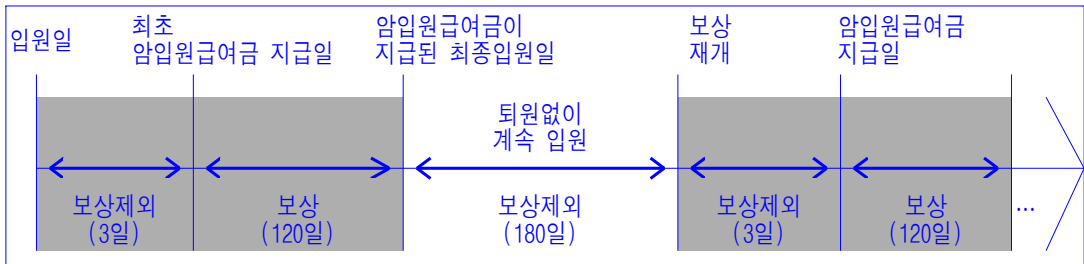 입원일
최초
암입원급여금 지급일
암입원급여금이
지급된 최종입원일
보상
재개
암입원급여금
지급일
퇴원없이
계속 입원
보상제외
(3일)
보상
(120일)
보상제외
(180일)
보상제외
(3일)
보상
(120일)
...